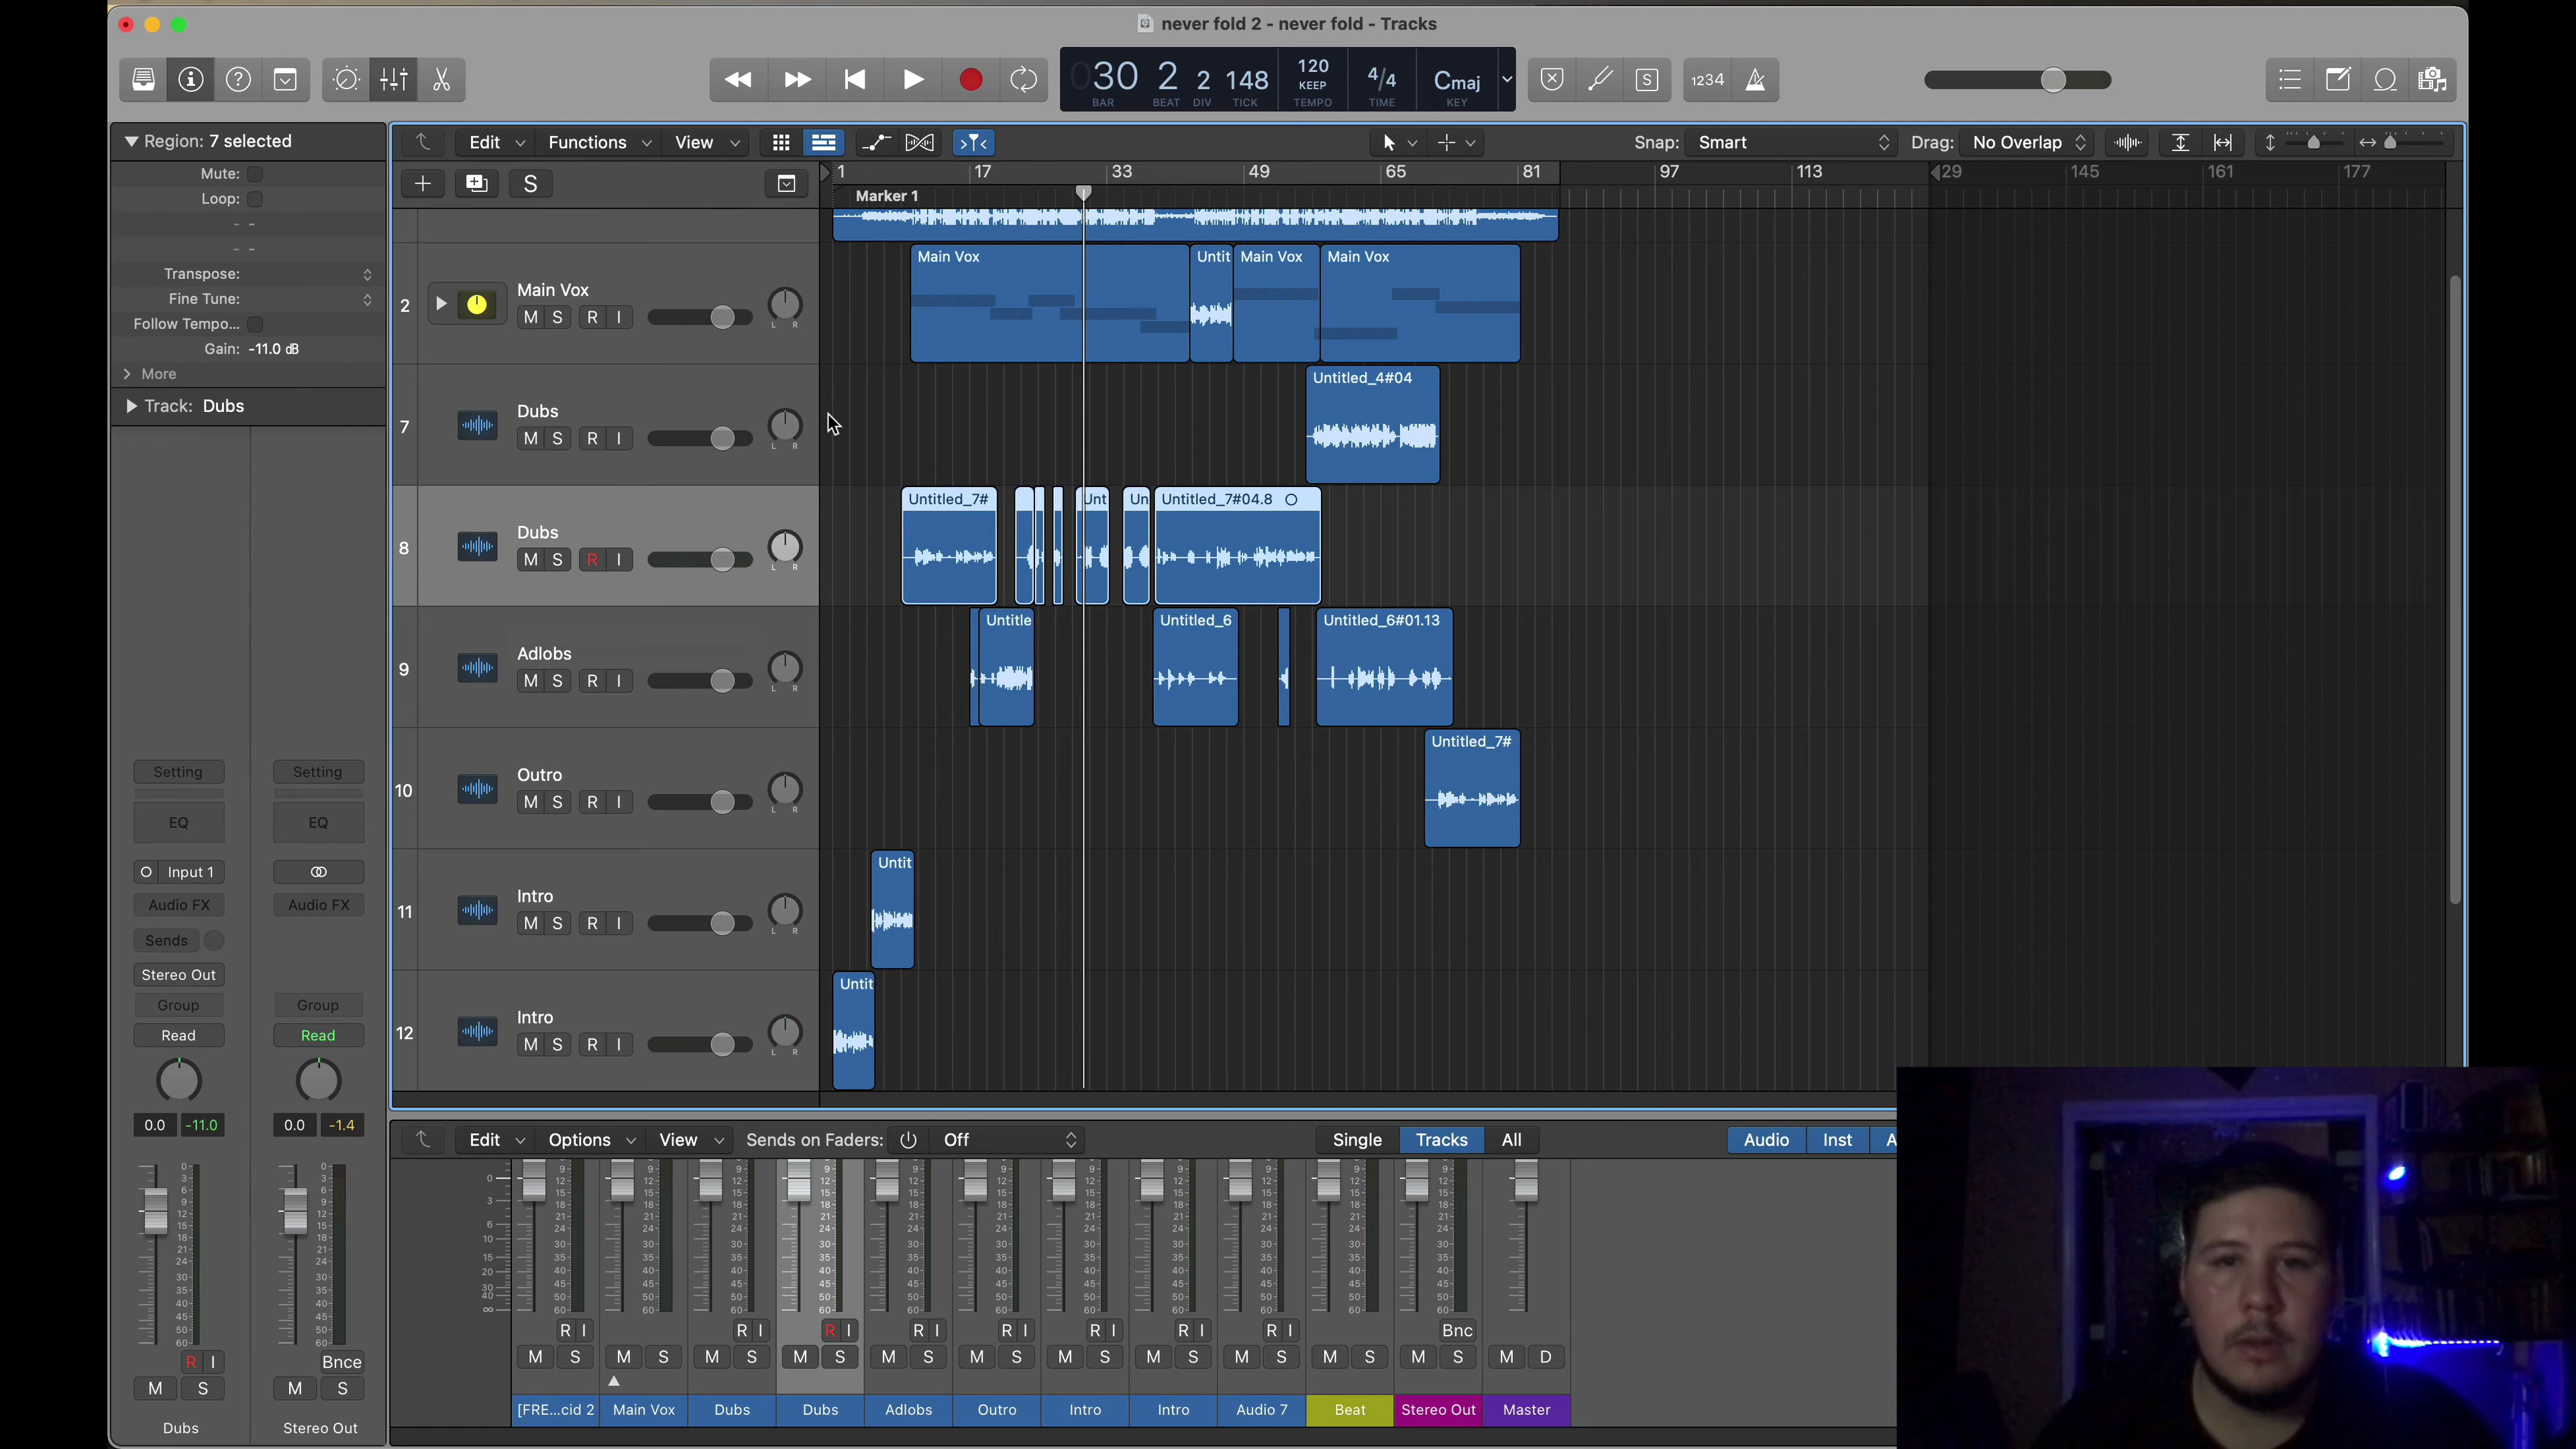 never fold 2 - never fold - Tracks
30 2 2 148 120 KEEP 4/4 Cmaj
BAR BEAT DIV TICK TEMPO TIME KEY
1234
Region: 7 selected
Mute:
Loop:
Transpose:
Fine Tune:
Follow Tempo...
Gain: -11.0 dB
More
Track: Dubs
Edit Functions View Snap: Smart Drag: No Overlap
S
1 17 33 49 65 81 97 113 29 145 161 177
Marker 1
2 Main Vox M S R I L R
Main Vox Untit Main Vox Main Vox
7 Dubs M S R I L R
Untitled_4#04
8 Dubs M S R I L R
Untitled_7# Unt Un Untitled_7#04.8
9 Adlobs M S R I L R
Untitle Untitled_6 Untitled_6#01.13
10 Outro M S R I L R
Untitled_7#
11 Intro M S R I L R
Untit
12 Intro M S R I L R
Untit
Setting Setting
EQ EQ
Input 1
Audio FX Audio FX
Sends
Stereo Out
Group Group
Read Read
0.0 -11.0 0.0 -1.4
R I Bnce
M S M S
Dubs Stereo Out
Edit Options View Sends on Faders: Off Single Tracks All Audio Inst A
R I R I R I R I R I R I R I R I Bnc
M S M S M S M S M S M S M S M S M S M S M S M D
[FRE...cid 2 Main Vox Dubs Dubs Adlobs Outro Intro Intro Audio 7 Beat Stereo Out Master